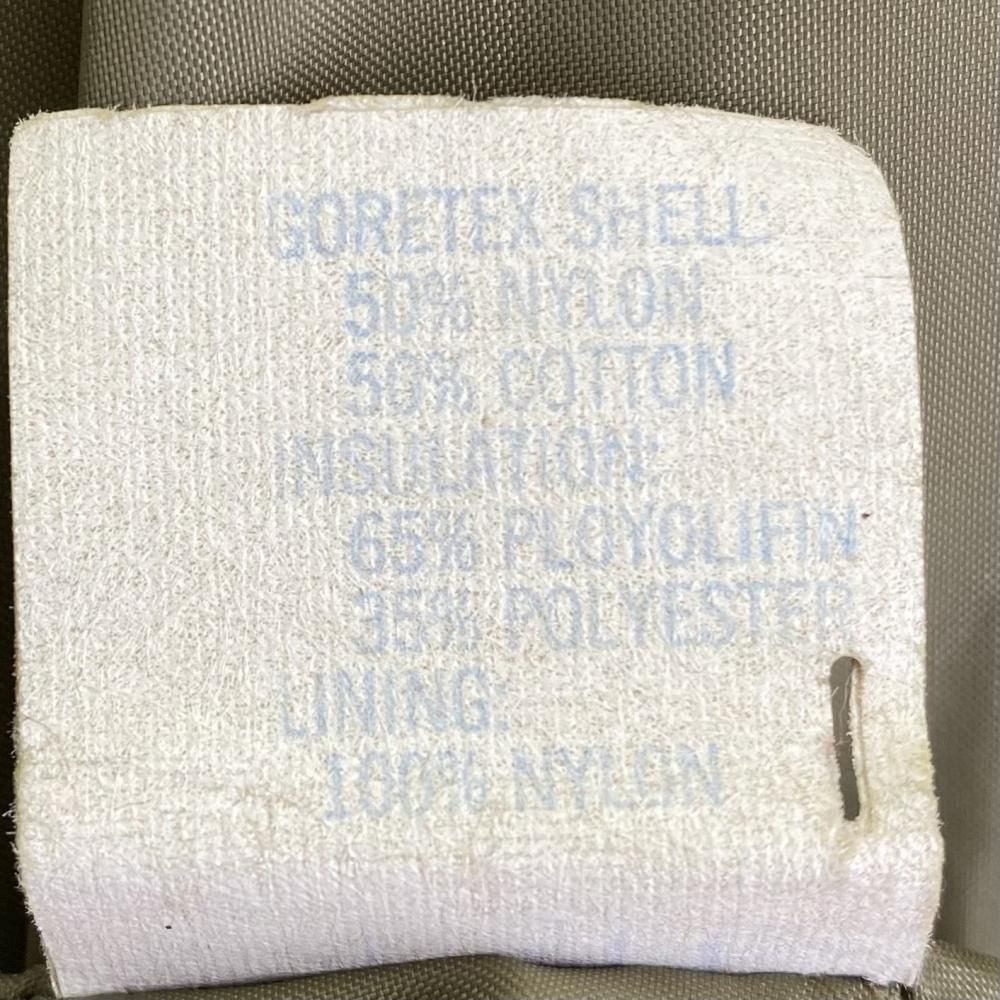 GORETEX SHELL:
50% NYLON
50% COTTON
INSULATION:
65% PLOYOLIFIN
35% POLYESTER
LINING:
100% NYLON